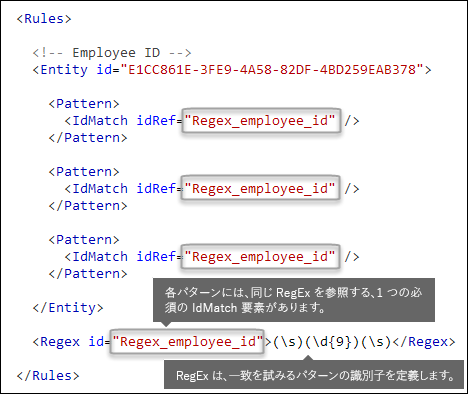 <Rules>
<!-- Employee ID -->
<Entity id="E1CC861E-3FE9-4A58-82DF-4BD259EAB378">
<Pattern>
<IdMatch idRef="Regex_employee_id" />
</Pattern>
<Pattern>
<IdMatch idRef="Regex_employee_id" />
</Pattern>
<Pattern>
<IdMatch idRef="Regex_employee_id" />
</Pattern>
各パターンには、同じ RegEx を参照する、1 つの必
須の IdMatch 要素があります。
</Entity>
<Regex id="Regex_employee_id">(\s)(\d{9})(\s)</Regex>
RegEx は、一致を試みるパターンの識別子を定義します。
</Rules>